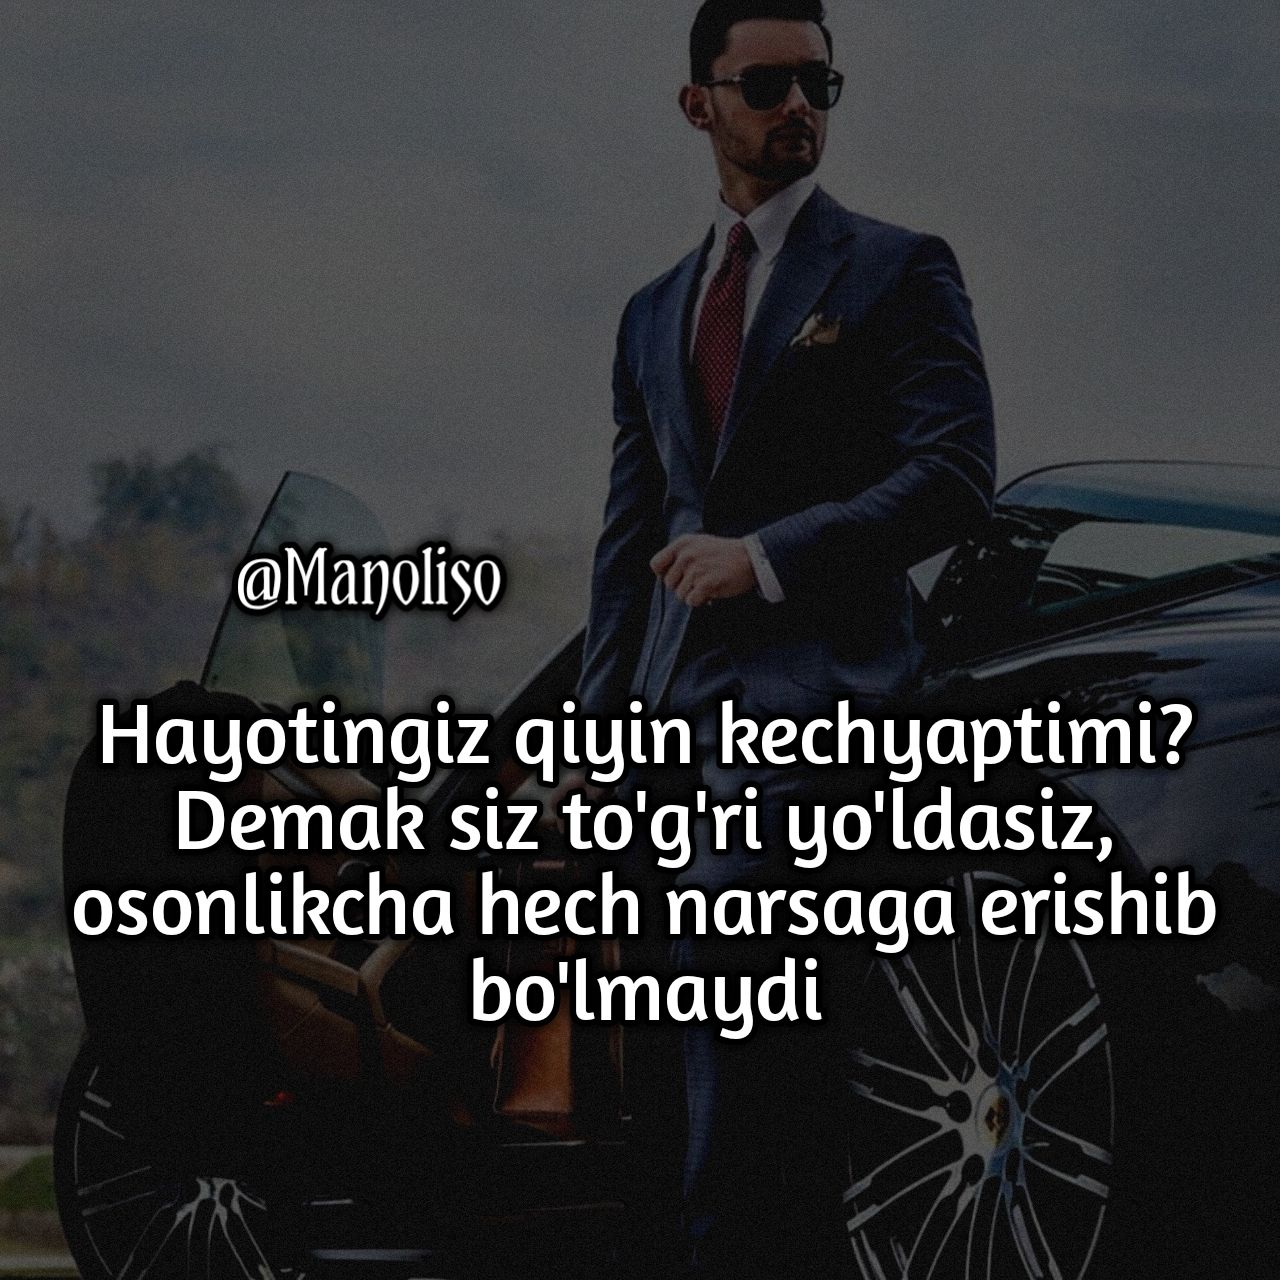 @Manoliso
Hayotingiz qiyin kechyaptimi?
Demak siz to'g'ri yo'ldasiz,
osonlikcha hech narsaga erishib
bo'lmaydi